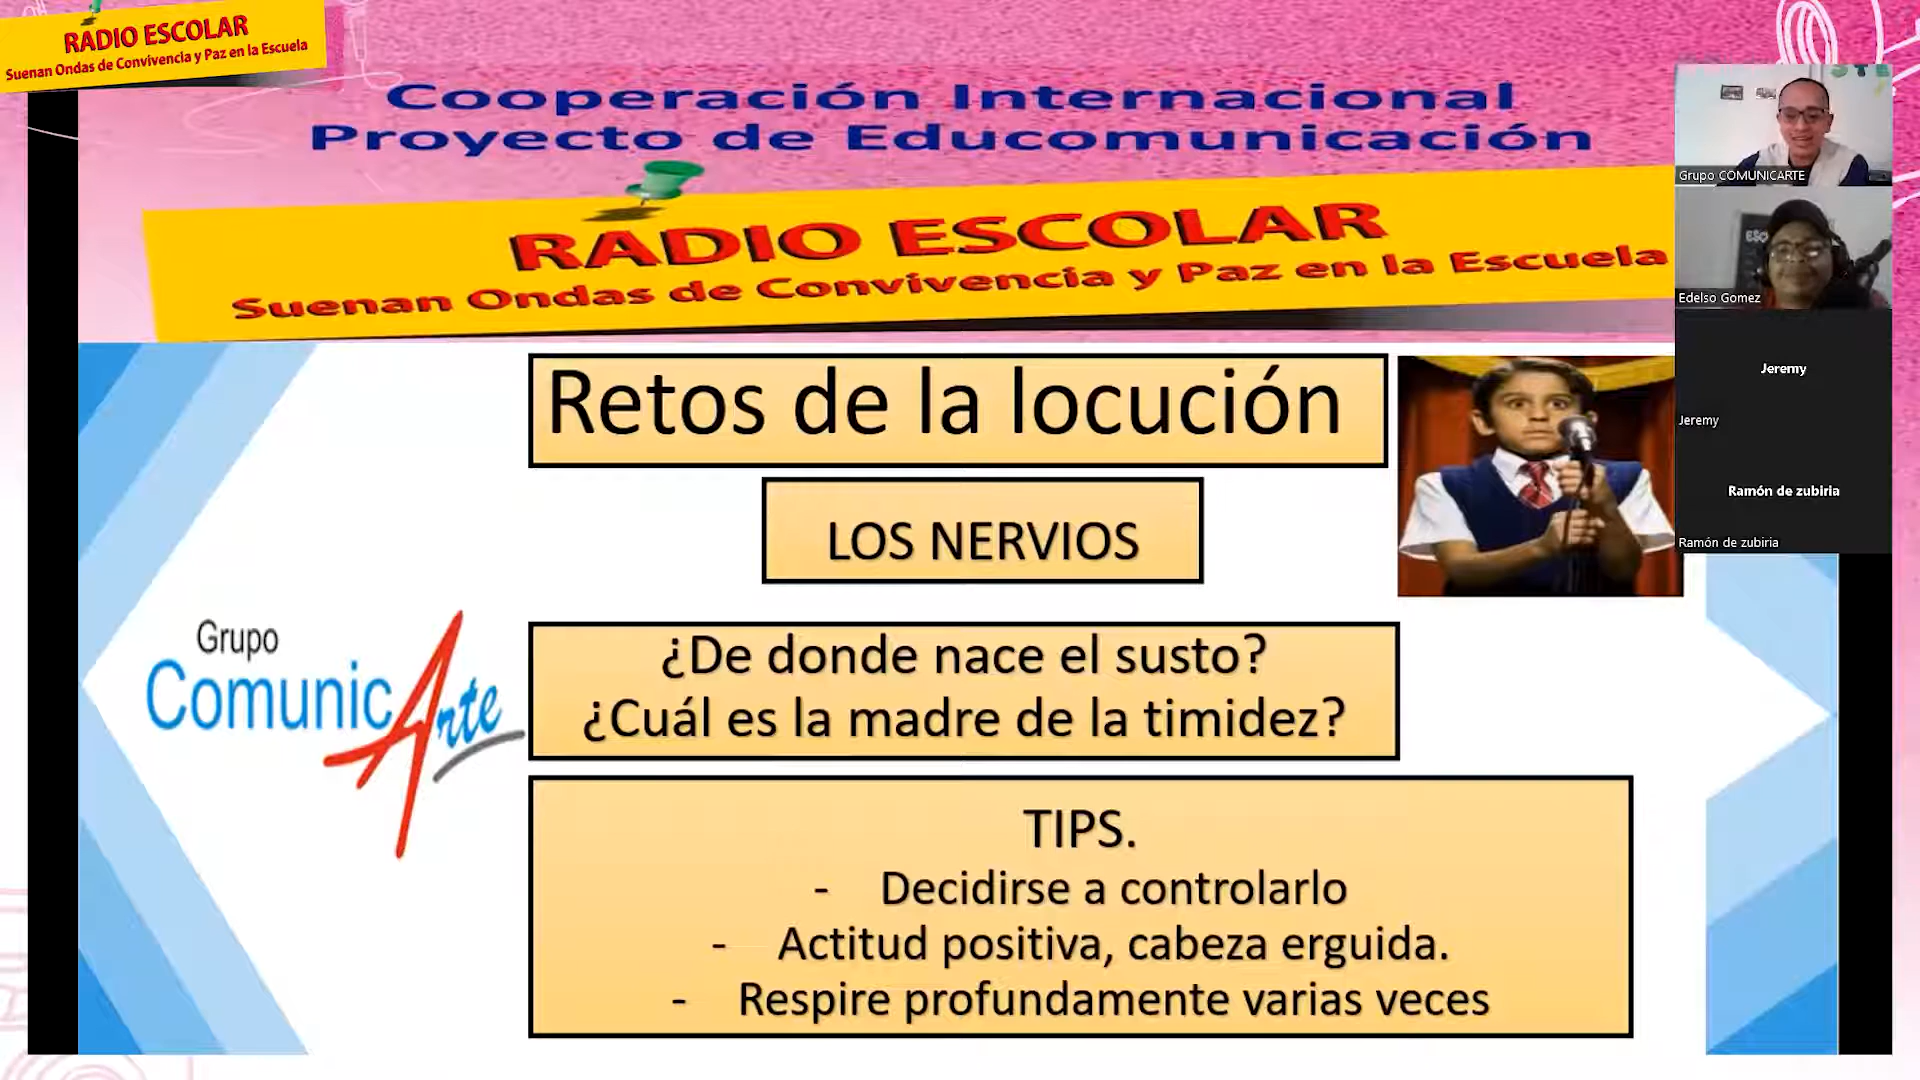 RADIO ESCOLAR
Suenan Ondas de Convivencia y Paz en la Escuela
Cooperación Internacional
Proyecto de Educomunicación
RADIO ESCOLAR
Suenan Ondas de Convivencia y Paz en la Escuela
Retos de la locución
LOS NERVIOS
Grupo
ComunicArte
¿De donde nace el susto?
¿Cuál es la madre de la timidez?
TIPS.
- Decidirse a controlarlo
- Actitud positiva, cabeza erguida.
- Respire profundamente varias veces
Grupo COMUNICARTE
Edelso Gomez
Jeremy
Jeremy
Ramón de zubiria
Ramón de zubiria